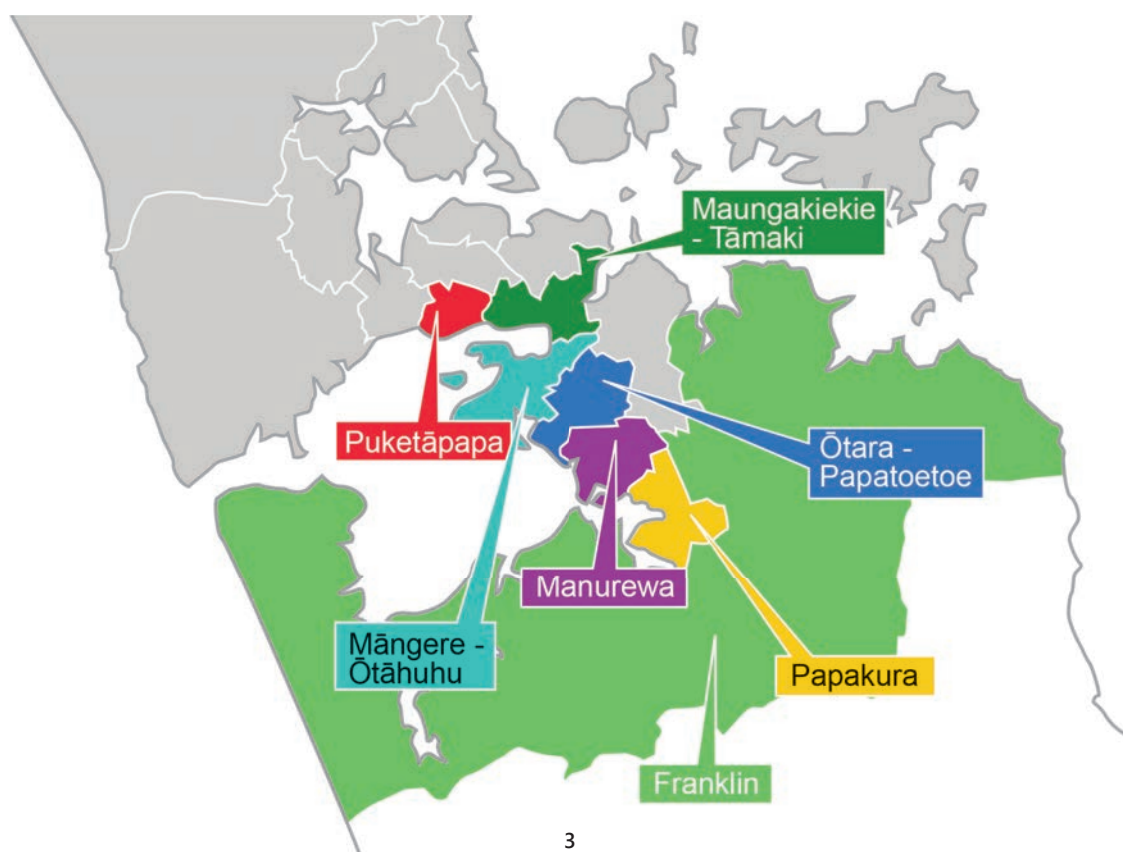 Maungakiekie
- Tāmaki
Puketāpapa
Ōtara -
Papatoetoe
Manurewa
Māngere -
Ōtāhuhu
Papakura
Franklin
3